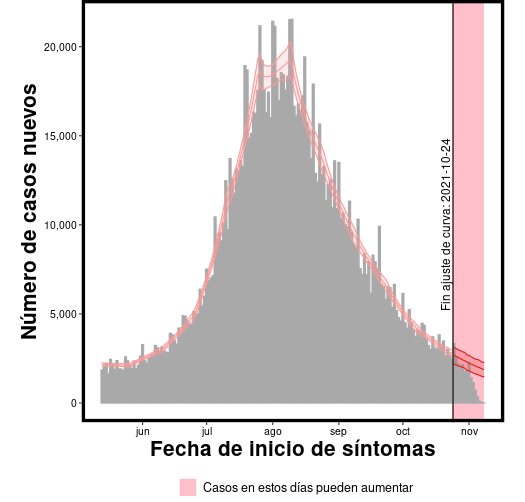 20,000
15,000
10,000
5,000
0
Número de casos nuevos
Fin ajuste de curva: 2021-10-24
jun jul ago sep oct nov
Fecha de inicio de síntomas
Casos en estos días pueden aumentar